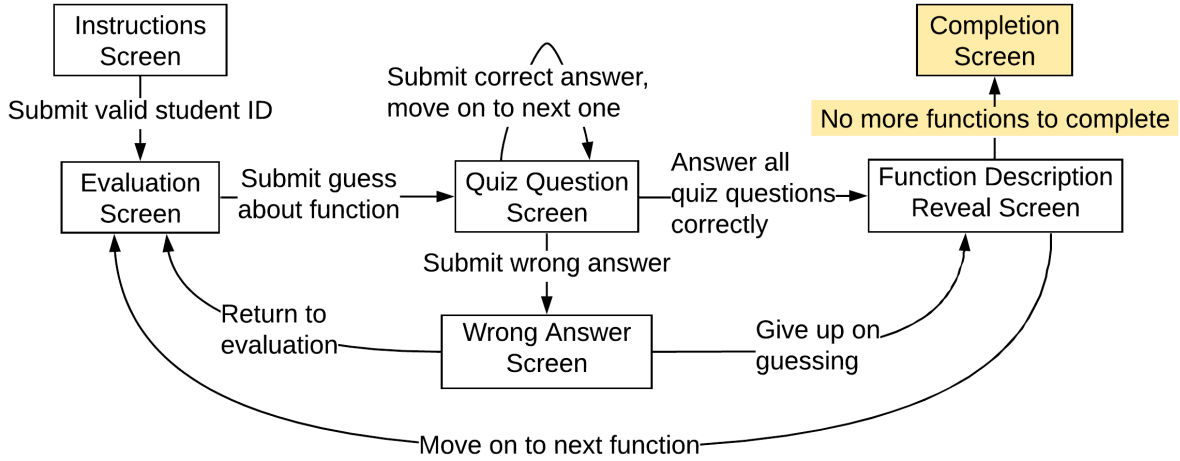 Instructions
Screen
Completion
Screen
Submit correct answer,
move on to next one
Submit valid student ID
No more functions to complete
Evaluation
Screen
Submit guess
about function
Quiz Question
Screen
Answer all
quiz questions
correctly
Function Description
Reveal Screen
Submit wrong answer
Return to
evaluation
Wrong Answer
Screen
Give up on
guessing
Move on to next function